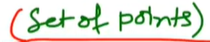 (Set of points)